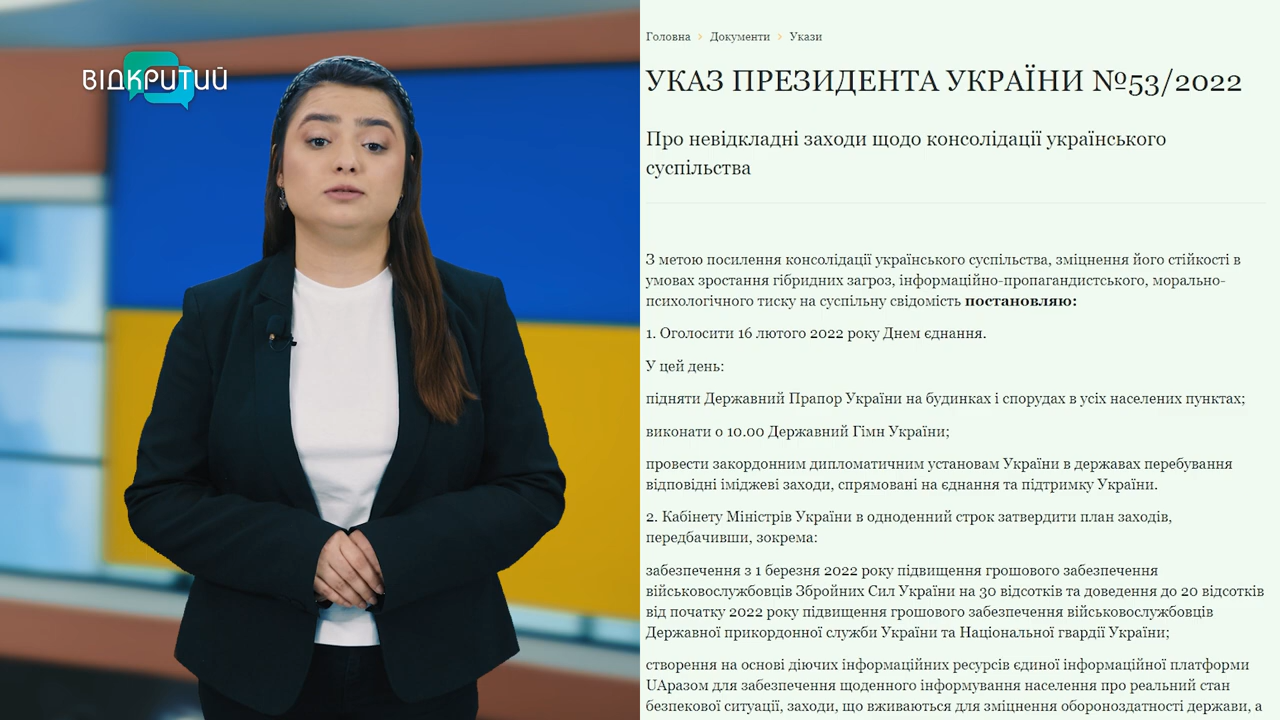 ВІДКРИТИЙ
Головна > Документи > Укази
УКАЗ ПРЕЗИДЕНТА УКРАЇНИ №53/2022
Про невідкладні заходи щодо консолідації українського
суспільства
З метою посилення консолідації українського суспільства, зміцнення його стійкості в
умовах зростання гібридних загроз, інформаційно-пропагандистського, морально-
психологічного тиску на суспільну свідомість постановляю:
1. Оголосити 16 лютого 2022 року Днем єднання.
У цей день:
підняти Державний Прапор України на будинках і спорудах в усіх населених пунктах;
виконати о 10.00 Державний Гімн України;
провести закордонним дипломатичним установам України в державах перебування
відповідні іміджеві заходи, спрямовані на єднання та підтримку України.
2. Кабінету Міністрів України в одноденний строк затвердити план заходів,
передбачивши, зокрема:
забезпечення з 1 березня 2022 року підвищення грошового забезпечення
військовослужбовців Збройних Сил України на 30 відсотків та доведення до 20 відсотків
від початку 2022 року підвищення грошового забезпечення військовослужбовців
Державної прикордонної служби України та Національної гвардії України;
створення на основі діючих інформаційних ресурсів єдиної інформаційної платформи
UAразом для забезпечення щоденного інформування населення про реальний стан
безпекової ситуації, заходи, що вживаються для зміцнення обороноздатності держави, а